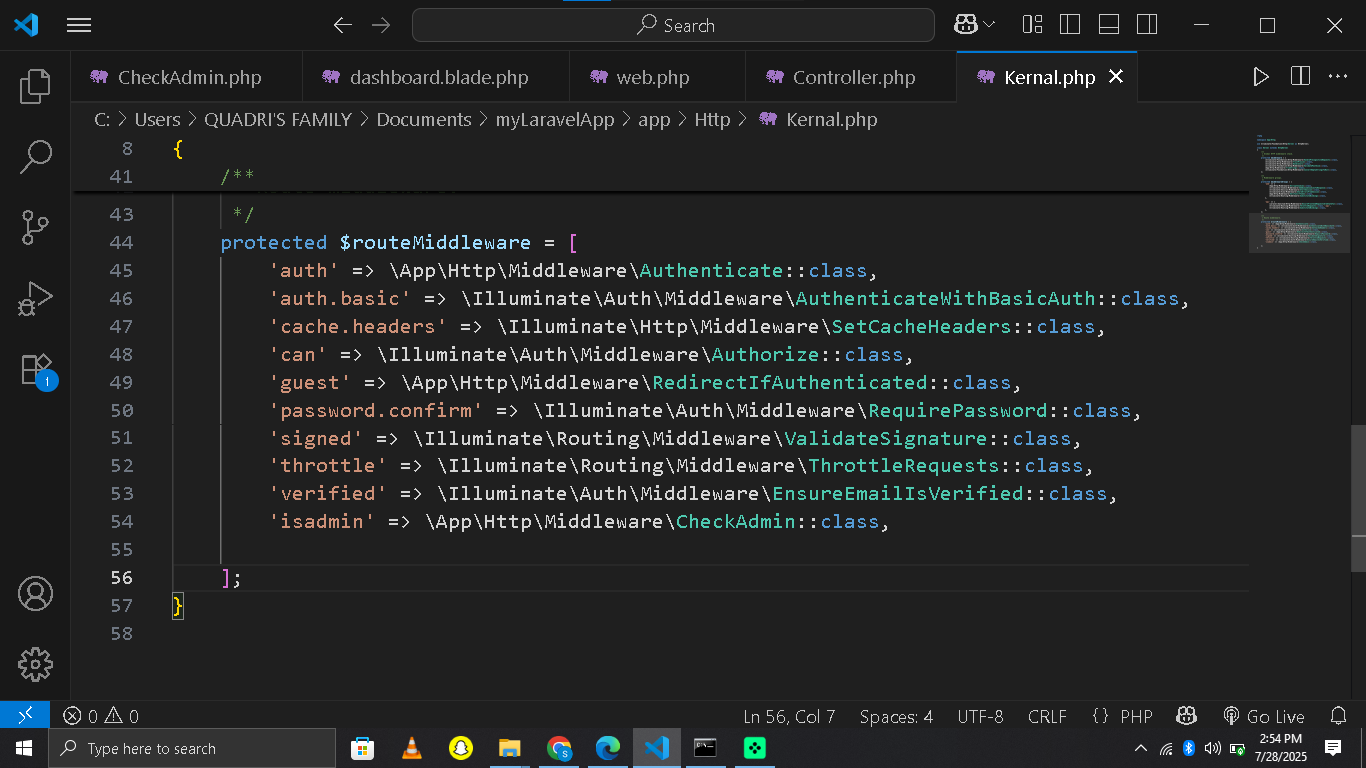 Search
CheckAdmin.php
dashboard.blade.php
web.php
Controller.php
Kernal.php
C: > Users > QUADRI'S FAMILY > Documents > myLaravelApp > app > Http > Kernal.php
8 {
41 /**
43 */
44 protected $routeMiddleware = [
45 'auth' => \App\Http\Middleware\Authenticate::class,
46 'auth.basic' => \Illuminate\Auth\Middleware\AuthenticateWithBasicAuth::class,
47 'cache.headers' => \Illuminate\Http\Middleware\SetCacheHeaders::class,
48 'can' => \Illuminate\Auth\Middleware\Authorize::class,
49 'guest' => \App\Http\Middleware\RedirectIfAuthenticated::class,
50 'password.confirm' => \Illuminate\Auth\Middleware\RequirePassword::class,
51 'signed' => \Illuminate\Routing\Middleware\ValidateSignature::class,
52 'throttle' => \Illuminate\Routing\Middleware\ThrottleRequests::class,
53 'verified' => \Illuminate\Auth\Middleware\EnsureEmailIsVerified::class,
54 'isadmin' => \App\Http\Middleware\CheckAdmin::class,
55
56 ];
57 }
58
1
0 0 Ln 56, Col 7 Spaces: 4 UTF-8 CRLF {} PHP Go Live
Type here to search
S
2:54 PM
7/28/2025